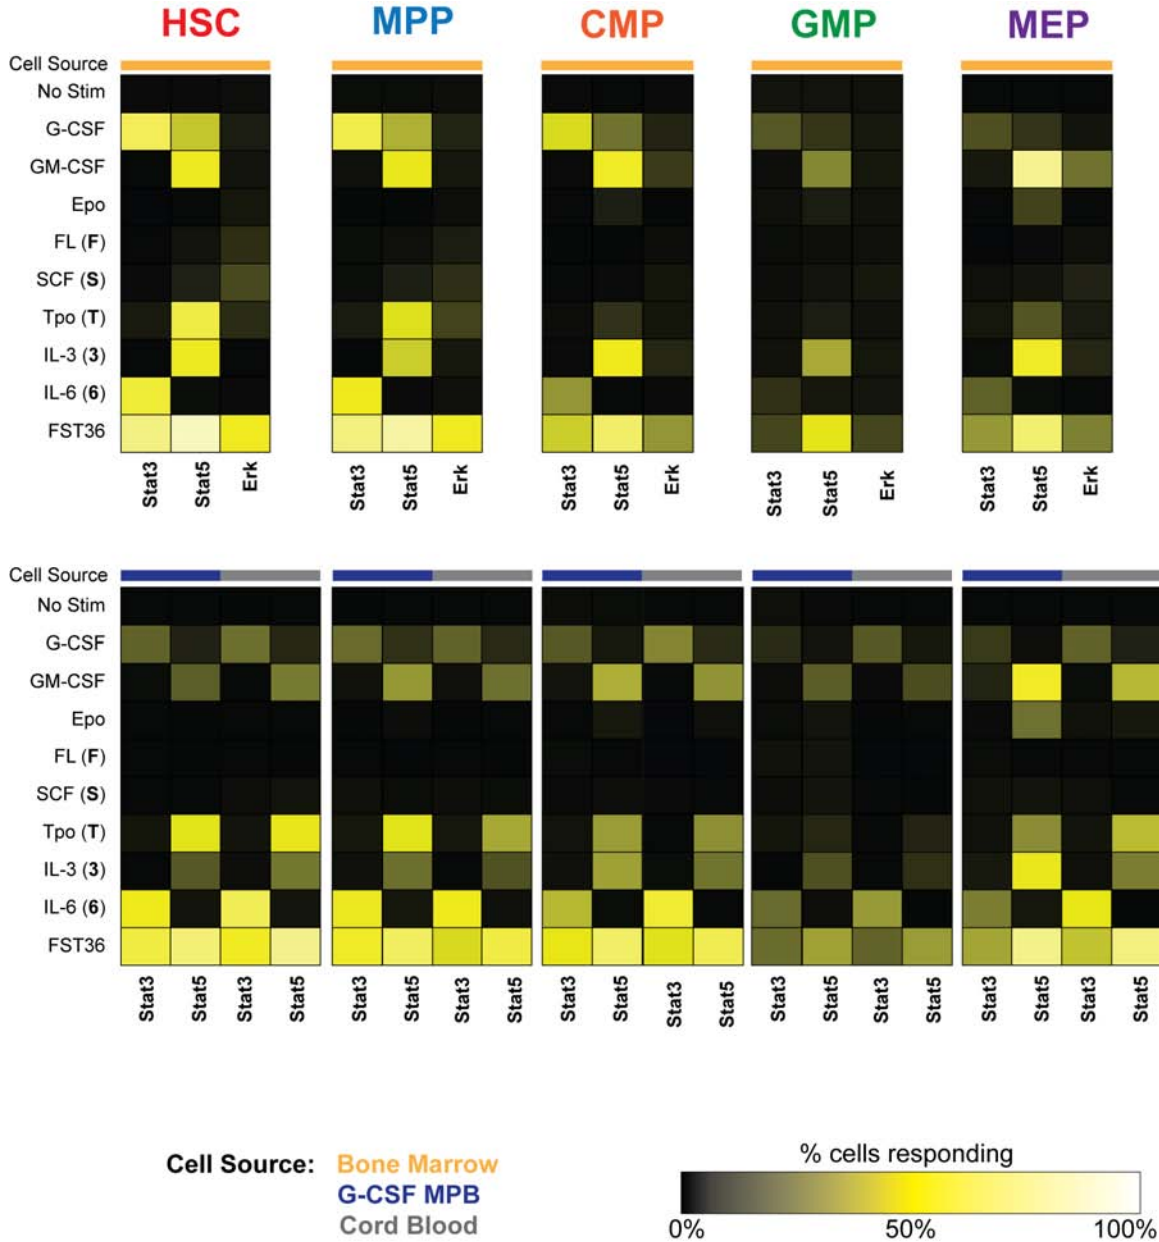 HSC MPP CMP GMP MEP
Cell Source
No Stim
G-CSF
GM-CSF
Epo
FL (F)
SCF (S)
Tpo (T)
IL-3 (3)
IL-6 (6)
FST36
Stat3 Stat5 Erk Stat3 Stat5 Erk Stat3 Stat5 Erk Stat3 Stat5 Erk Stat3 Stat5 Erk
Cell Source
No Stim
G-CSF
GM-CSF
Epo
FL (F)
SCF (S)
Tpo (T)
IL-3 (3)
IL-6 (6)
FST36
Stat3 Stat5 Stat3 Stat5 Stat3 Stat5 Stat3 Stat5 Stat3 Stat5 Stat3 Stat5 Stat3 Stat5 Stat3 Stat5 Stat3 Stat5 Stat3 Stat5
Cell Source: Bone Marrow
G-CSF MPB
Cord Blood
% cells responding
0% 50% 100%